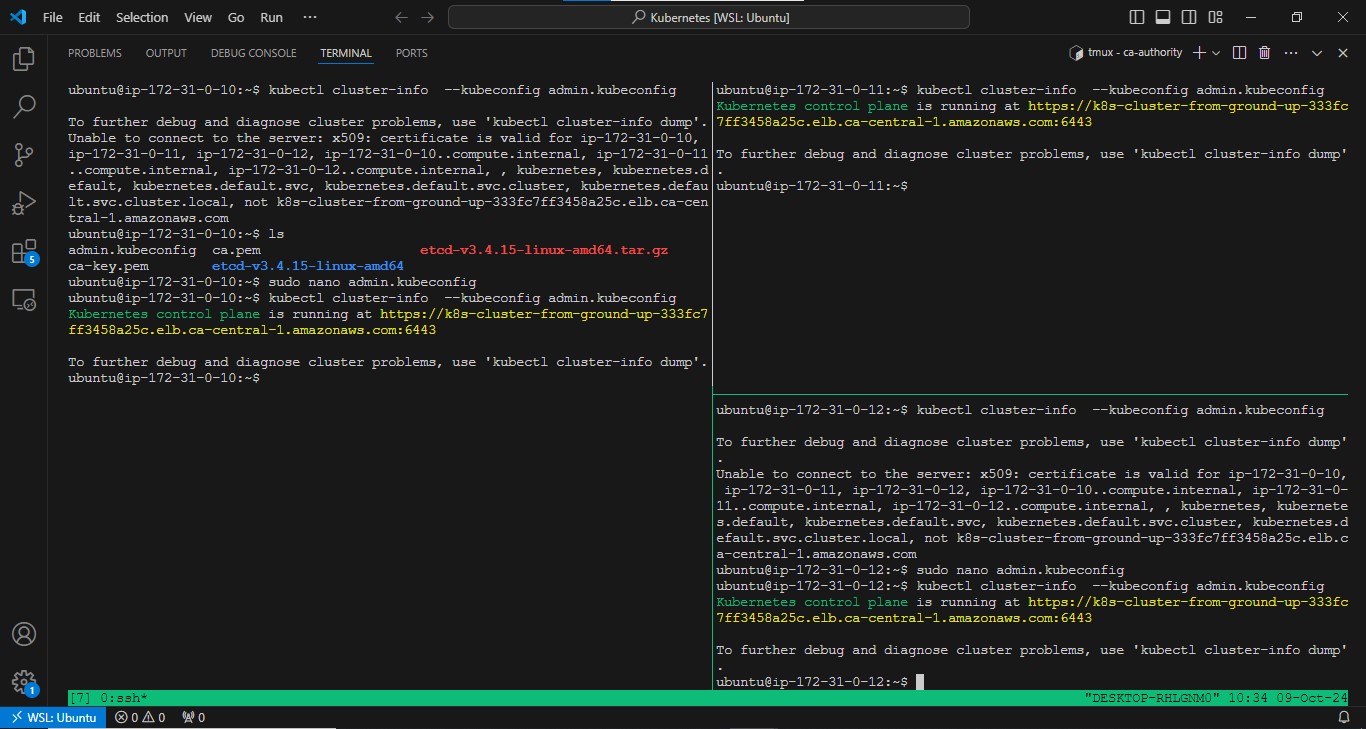 File Edit Selection View Go Run ···
Kubernetes [WSL: Ubuntu]
PROBLEMS OUTPUT DEBUG CONSOLE TERMINAL PORTS
tmux - ca-authority
5
1
ubuntu@ip-172-31-0-10:~$ kubectl cluster-info  --kubeconfig admin.kubeconfig

To further debug and diagnose cluster problems, use 'kubectl cluster-info dump'.
Unable to connect to the server: x509: certificate is valid for ip-172-31-0-10,
ip-172-31-0-11, ip-172-31-0-12, ip-172-31-0-10..compute.internal, ip-172-31-0-11
..compute.internal, ip-172-31-0-12..compute.internal, , kubernetes, kubernetes.d
efault, kubernetes.default.svc, kubernetes.default.svc.cluster, kubernetes.defau
lt.svc.cluster.local, not k8s-cluster-from-ground-up-333fc7ff3458a25c.elb.ca-cen
tral-1.amazonaws.com
ubuntu@ip-172-31-0-10:~$ ls
admin.kubeconfig  ca.pem                    etcd-v3.4.15-linux-amd64.tar.gz
ca-key.pem        etcd-v3.4.15-linux-amd64
ubuntu@ip-172-31-0-10:~$ sudo nano admin.kubeconfig
ubuntu@ip-172-31-0-10:~$ kubectl cluster-info  --kubeconfig admin.kubeconfig
Kubernetes control plane is running at https://k8s-cluster-from-ground-up-333fc7
ff3458a25c.elb.ca-central-1.amazonaws.com:6443

To further debug and diagnose cluster problems, use 'kubectl cluster-info dump'.
ubuntu@ip-172-31-0-10:~$
ubuntu@ip-172-31-0-11:~$ kubectl cluster-info  --kubeconfig admin.kubeconfig
Kubernetes control plane is running at https://k8s-cluster-from-ground-up-333fc
7ff3458a25c.elb.ca-central-1.amazonaws.com:6443

To further debug and diagnose cluster problems, use 'kubectl cluster-info dump'
.
ubuntu@ip-172-31-0-11:~$
ubuntu@ip-172-31-0-12:~$ kubectl cluster-info  --kubeconfig admin.kubeconfig

To further debug and diagnose cluster problems, use 'kubectl cluster-info dump'
.
Unable to connect to the server: x509: certificate is valid for ip-172-31-0-10,
 ip-172-31-0-11, ip-172-31-0-12, ip-172-31-0-10..compute.internal, ip-172-31-0-
11..compute.internal, ip-172-31-0-12..compute.internal, , kubernetes, kubernete
s.default, kubernetes.default.svc, kubernetes.default.svc.cluster, kubernetes.d
efault.svc.cluster.local, not k8s-cluster-from-ground-up-333fc7ff3458a25c.elb.c
a-central-1.amazonaws.com
ubuntu@ip-172-31-0-12:~$ sudo nano admin.kubeconfig
ubuntu@ip-172-31-0-12:~$ kubectl cluster-info  --kubeconfig admin.kubeconfig
Kubernetes control plane is running at https://k8s-cluster-from-ground-up-333fc
7ff3458a25c.elb.ca-central-1.amazonaws.com:6443

To further debug and diagnose cluster problems, use 'kubectl cluster-info dump'
.
ubuntu@ip-172-31-0-12:~$
[7] 0:ssh* "DESKTOP-RHLGNM0" 10:34 09-Oct-24
WSL: Ubuntu 0 0 0